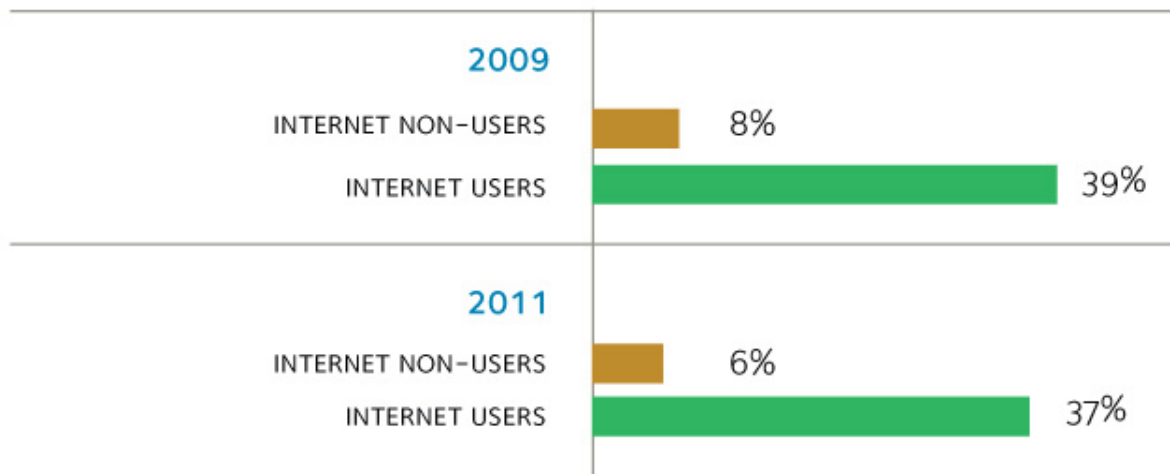 2009
INTERNET NON-USERS 8%
INTERNET USERS 39%
2011
INTERNET NON-USERS 6%
INTERNET USERS 37%